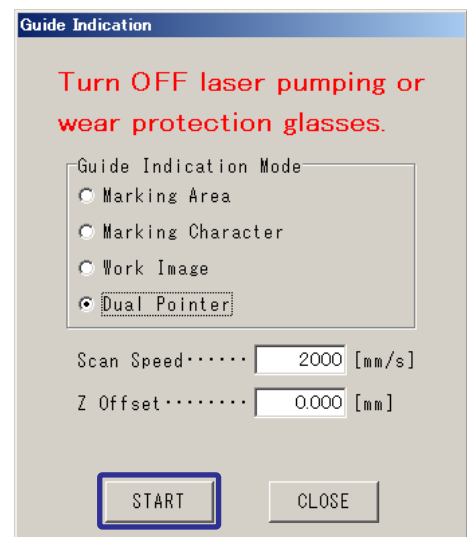 Guide Indication
Turn OFF laser pumping or
wear protection glasses.
Guide Indication Mode
Marking Area
Marking Character
Work Image
Dual Pointer
Scan Speed・・・・・・ 2000 [mm/s]
Z Offset・・・・・・・・ 0.000 [mm]
START CLOSE